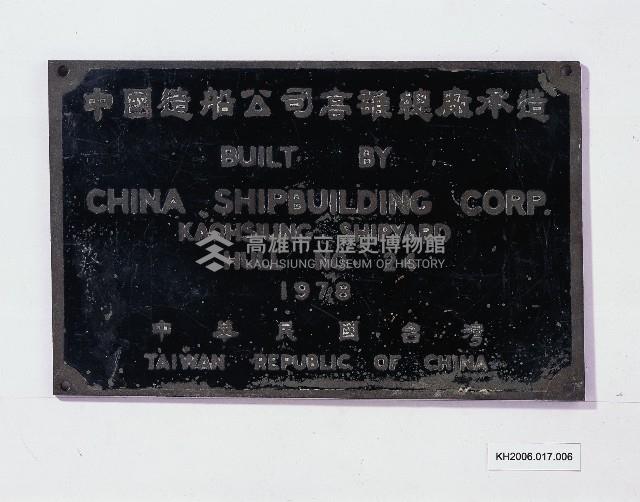 中國造船公司高雄總廠承造
BUILT BY
CHINA SHIPBUILDING CORP.
KAOHSIUNG SHIPYARD
高雄市立歷史博物館
KAOHSIUNG MUSEUM OF HISTORY
1978
中華民國台灣
TAIWAN REPUBLIC OF CHINA
KH2006.017.006